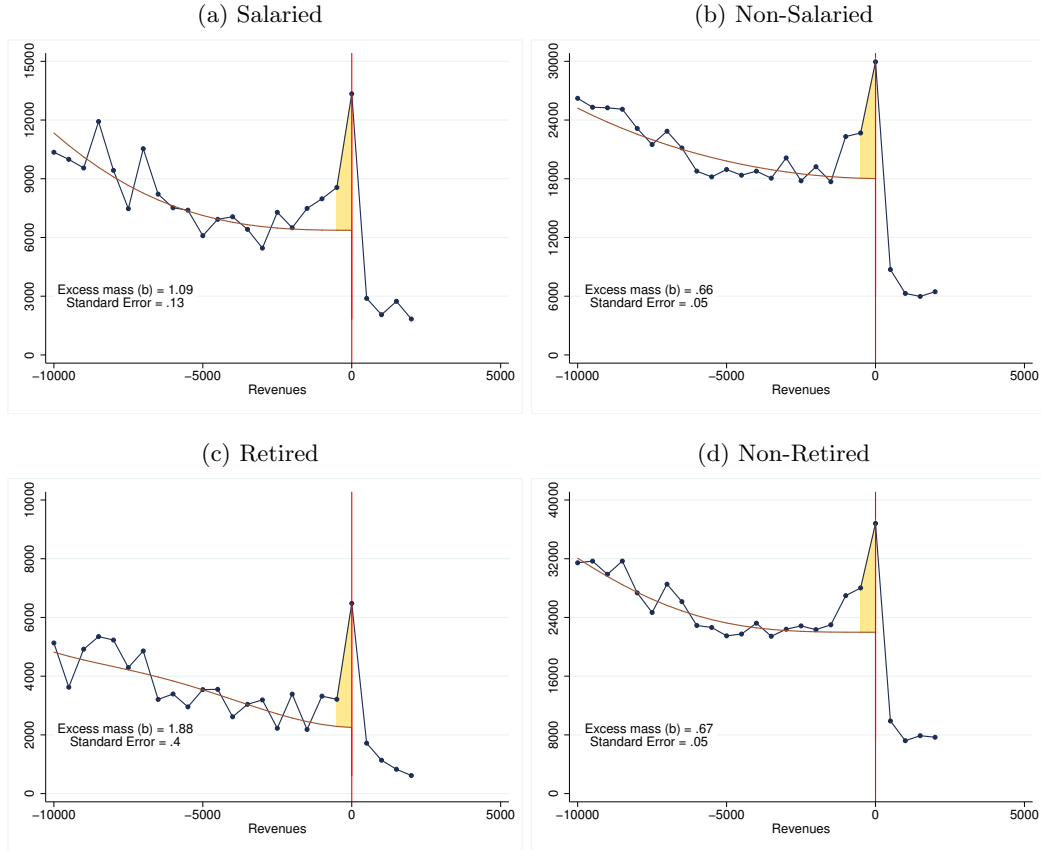 (a) Salaried
15000
12000
9000
6000
3000
0
Excess mass (b) = 1.09
Standard Error = .13
−10000 −5000 0 5000
Revenues
(b) Non-Salaried
30000
24000
18000
12000
6000
0
Excess mass (b) = .66
Standard Error = .05
−10000 −5000 0 5000
Revenues
(c) Retired
10000
8000
6000
4000
2000
0
Excess mass (b) = 1.88
Standard Error = .4
−10000 −5000 0 5000
Revenues
(d) Non-Retired
40000
32000
24000
16000
8000
0
Excess mass (b) = .67
Standard Error = .05
−10000 −5000 0 5000
Revenues